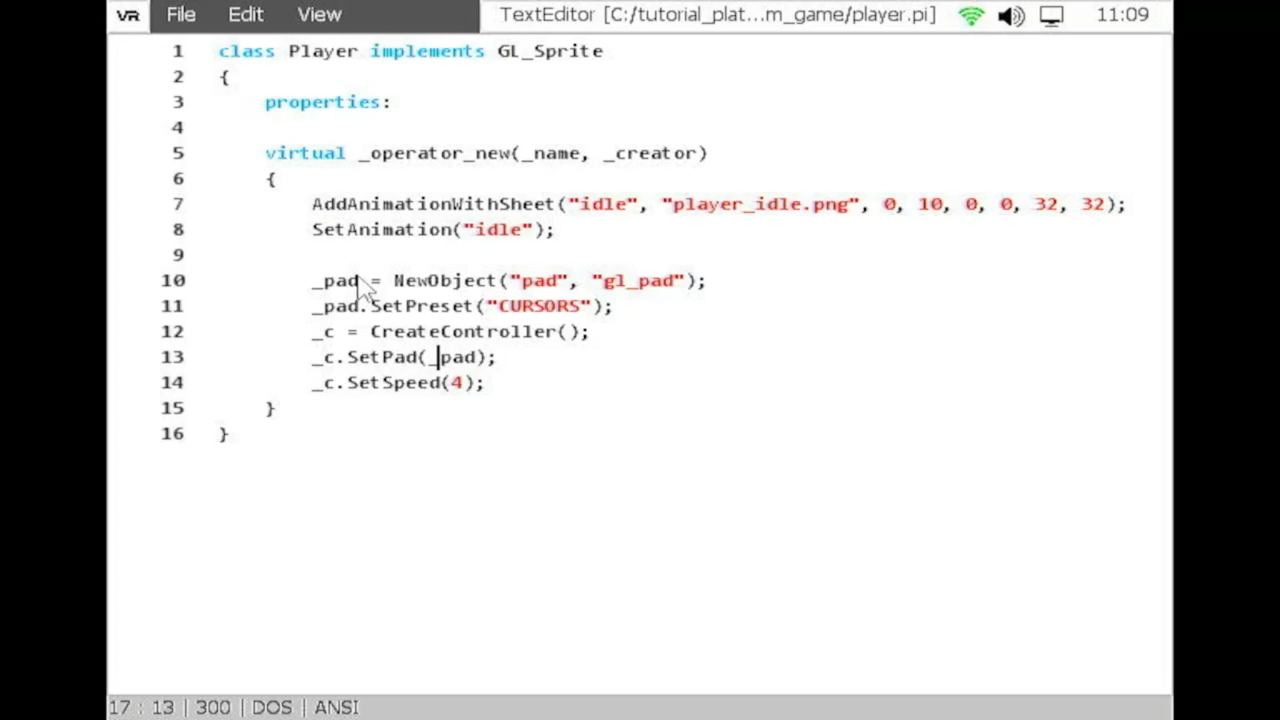 VR File Edit View TextEditor [C:/tutorial_plat...m_game/player.pi] 11:09
1 class Player implements GL_Sprite
2 {
3 properties:
4
5 virtual _operator_new(_name, _creator)
6 {
7 AddAnimationWithSheet("idle", "player_idle.png", 0, 10, 0, 0, 32, 32);
8 SetAnimation("idle");
9
10 _pad = NewObject("pad", "gl_pad");
11 _pad.SetPreset("CURSORS");
12 _c = CreateController();
13 _c.SetPad(_pad);
14 _c.SetSpeed(4);
15 }
16 }
17 : 13 | 300 | DOS | ANSI